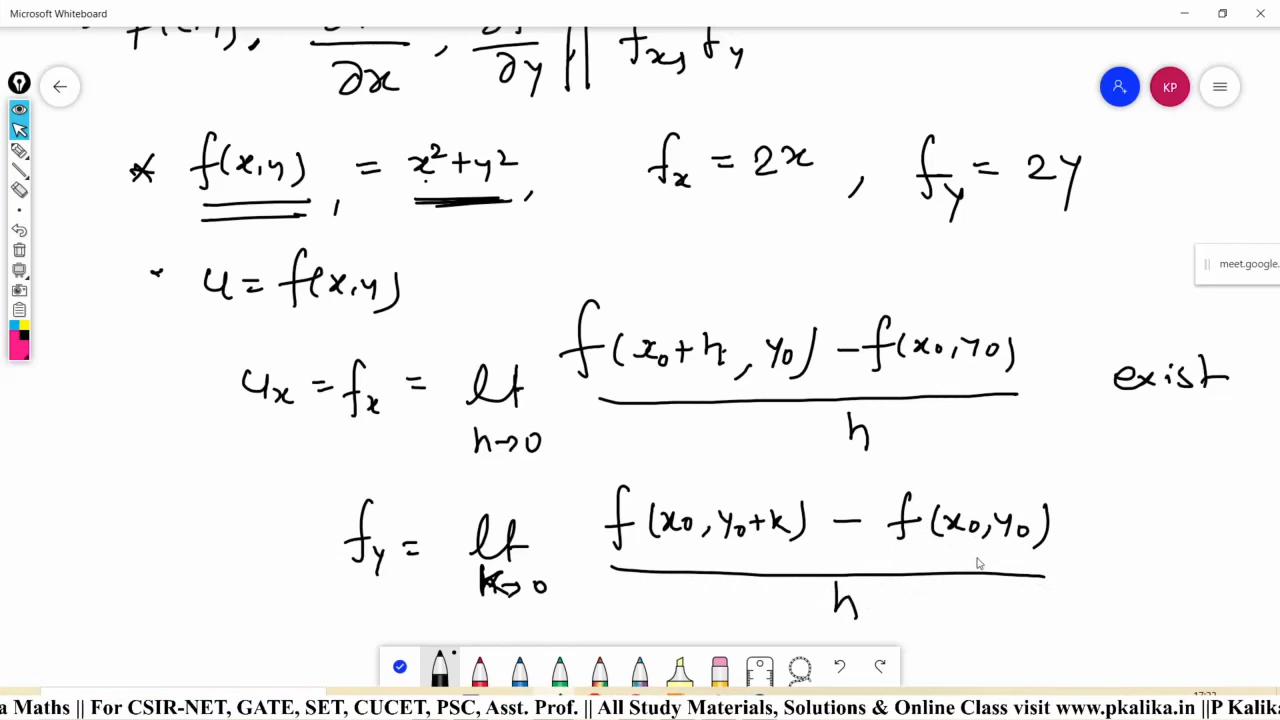 Microsoft Whiteboard
∂x , ∂y || fx, fy
KP
* f(x,y), = x²+y², fx = 2x, fy = 2y
meet.google.
• u = f(x,y)
ux = fx = lt h→0 f(x0+h, y0) – f(x0,y0) / h exist
fy = lt k→0 f(x0, y0+k) – f(x0,y0) / h
a Maths || For CSIR-NET, GATE, SET, CUCET, PSC, Asst. Prof. || All Study Materials, Solutions & Online Class visit www.pkalika.in ||P Kalika